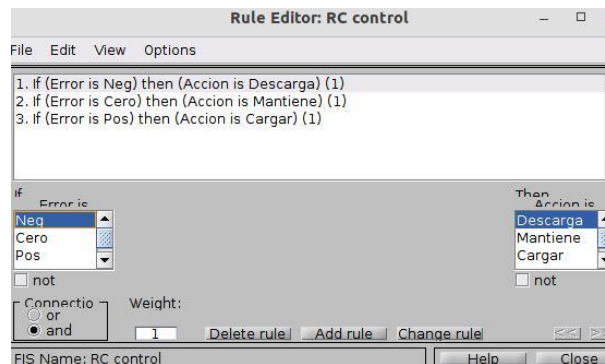 Rule Editor: RC control
File Edit View Options
1. If (Error is Neg) then (Accion is Descarga) (1)
2. If (Error is Cero) then (Accion is Mantiene) (1)
3. If (Error is Pos) then (Accion is Cargar) (1)
If Then
Error is Accion is
Neg Descarga
Cero Mantiene
Pos Cargar
not not
Connectio Weight:
or
and 1 Delete rule Add rule Change rule << >>
FIS Name: RC control Help Close